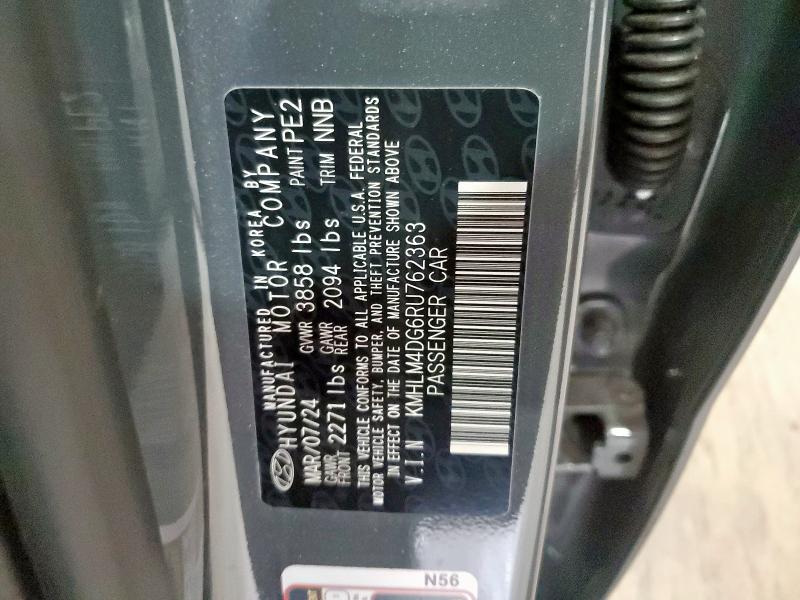 MANUFACTURED IN KOREA BY
HYUNDAI MOTOR COMPANY
MAR/07/24 GVWR 3858 lbs PAINT PE2
GAWR FRONT 2271 lbs GAWR REAR 2094 lbs TRIM NNB
THIS VEHICLE CONFORMS TO ALL APPLICABLE U.S.A. FEDERAL
MOTOR VEHICLE SAFETY, BUMPER, AND THEFT PREVENTION STANDARDS
IN EFFECT ON THE DATE OF MANUFACTURE SHOWN ABOVE
V.I.N KMHLM4DG6RU762363
PASSENGER CAR
N56